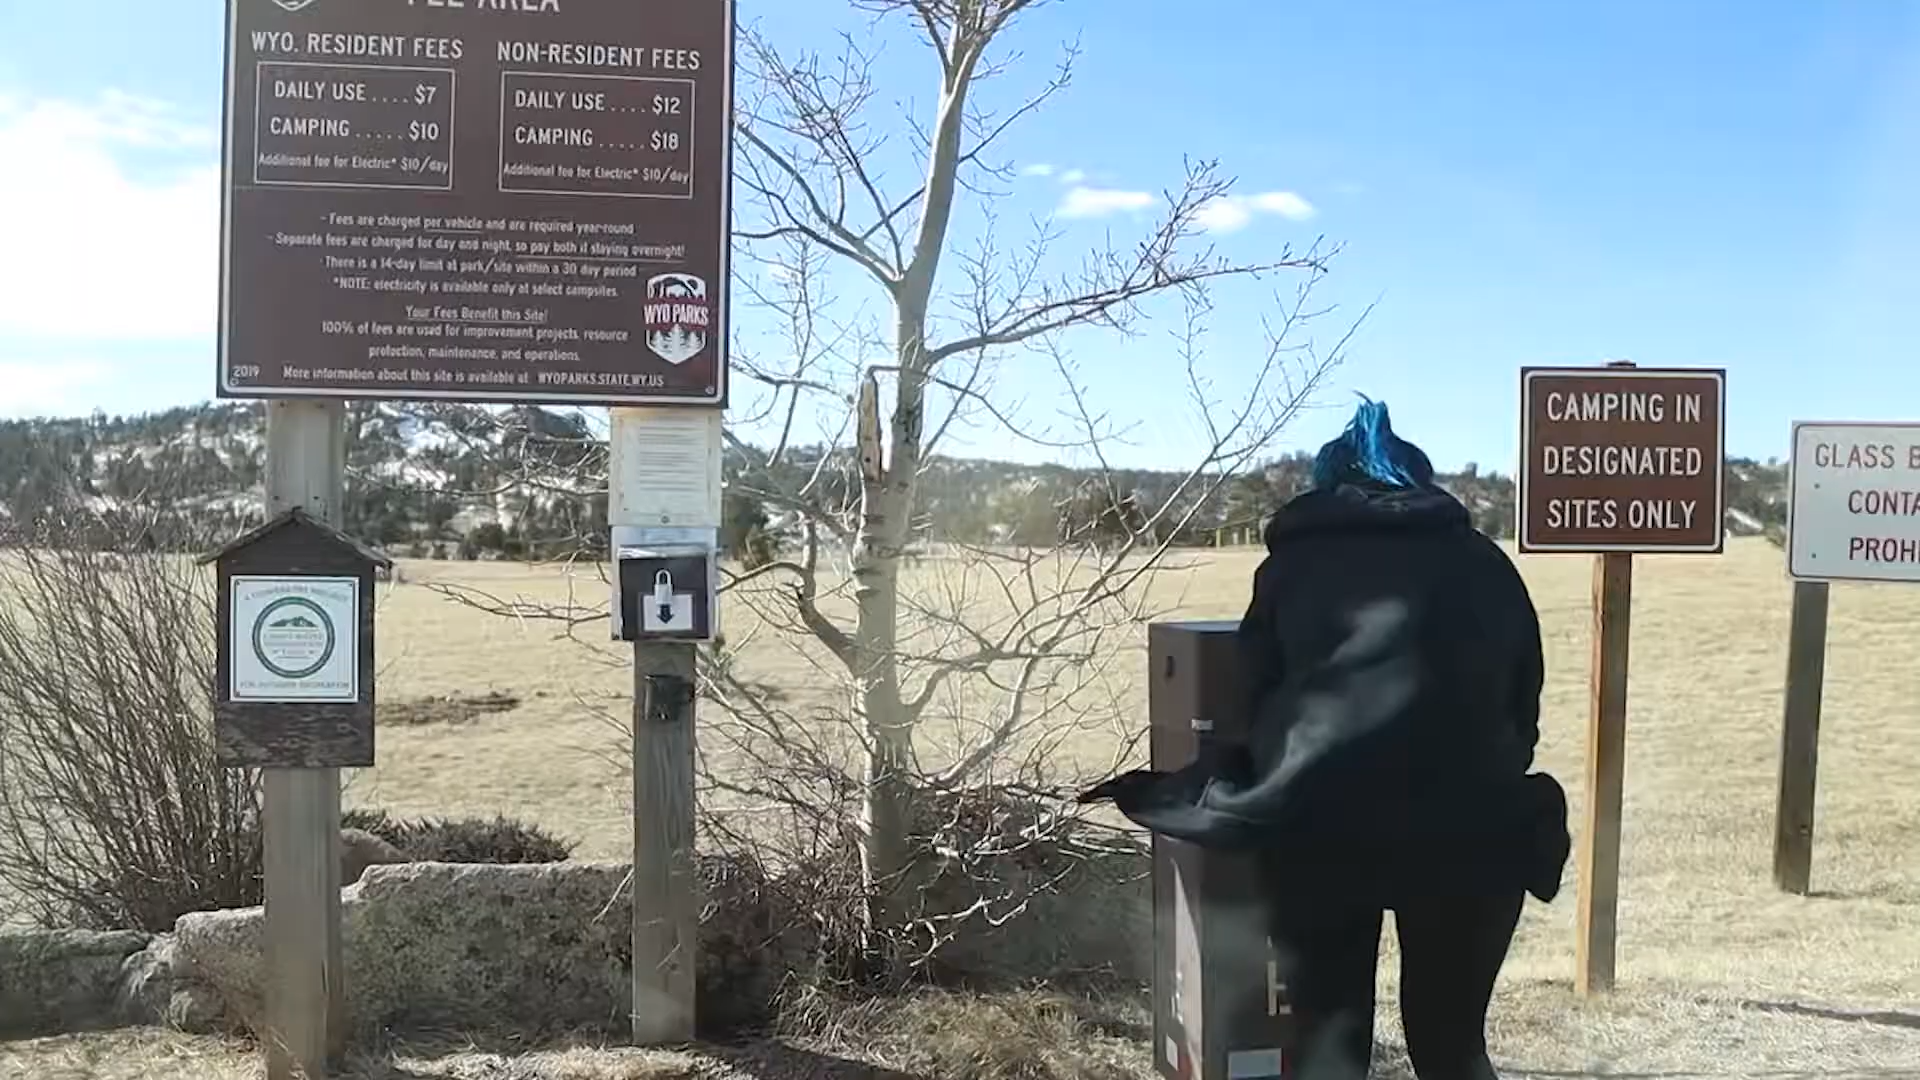 FEE AREA
WYO. RESIDENT FEES
DAILY USE .... $7
CAMPING ..... $10
Additional fee for Electric* $10/day
NON-RESIDENT FEES
DAILY USE .... $12
CAMPING ..... $18
Additional fee for Electric* $10/day
- Fees are charged per vehicle and are required year-round
- Separate fees are charged for day and night, so pay both if staying overnight!
There is a 14-day limit at park/site within a 30 day period
*NOTE: electricity is available only at select campsites.
Your Fees Benefit this Site!
100% of fees are used for improvement projects, resource
protection, maintenance, and operations.
WYO PARKS
2019 More information about this site is available at WYOPARKS.STATE.WY.US
CAMPING IN
DESIGNATED
SITES ONLY
GLASS B
CONTA
PROHI